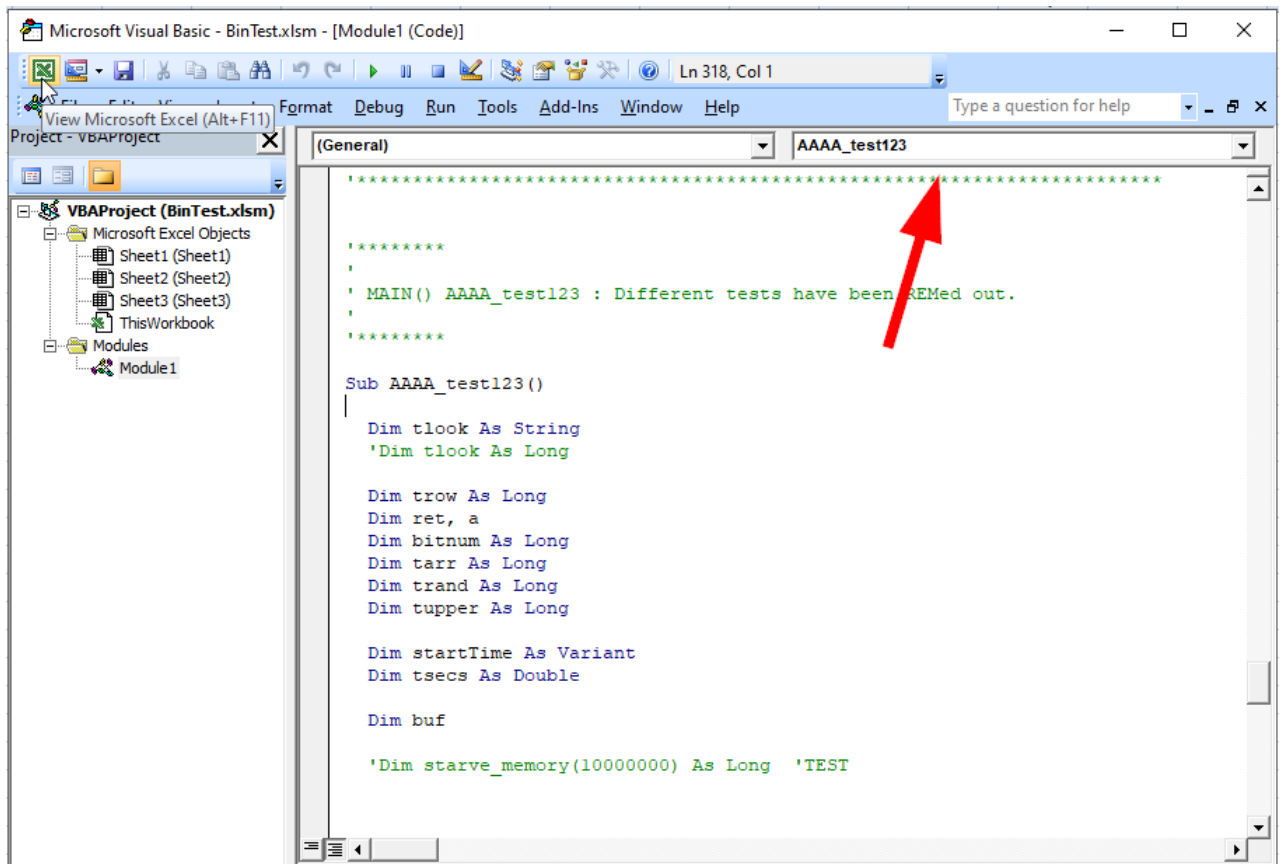 Microsoft Visual Basic - BinTest.xlsm - [Module1 (Code)]
Ln 318, Col 1
Format Debug Run Tools Add-Ins Window Help Type a question for help
View Microsoft Excel (Alt+F11)
Project - VBAProject
(General) AAAA_test123
VBAProject (BinTest.xlsm)
Microsoft Excel Objects
Sheet1 (Sheet1)
Sheet2 (Sheet2)
Sheet3 (Sheet3)
ThisWorkbook
Modules
Module1
'************************************************************************
'********
'
' MAIN() AAAA_test123 : Different tests have been REMed out.
'
'********
Sub AAAA_test123()
Dim tlook As String
'Dim tlook As Long
Dim trow As Long
Dim ret, a
Dim bitnum As Long
Dim tarr As Long
Dim trand As Long
Dim tupper As Long
Dim startTime As Variant
Dim tsecs As Double
Dim buf
'Dim starve_memory(10000000) As Long 'TEST